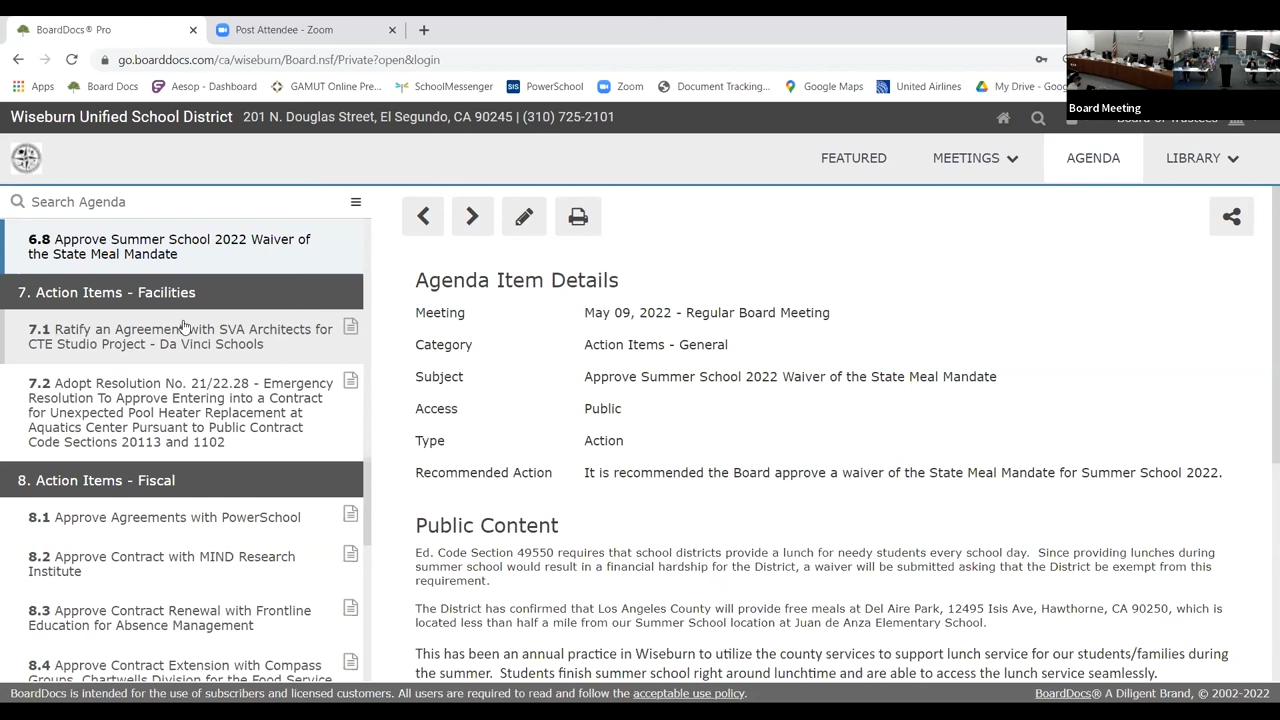 BoardDocs® Pro
Post Attendee - Zoom
go.boarddocs.com/ca/wiseburn/Board.nsf/Private?open&login
Apps
Board Docs
Aesop - Dashboard
GAMUT Online Pre...
SchoolMessenger
SIS
PowerSchool
Zoom
Document Tracking...
Google Maps
United Airlines
My Drive - Goog
Board Meeting
Wiseburn Unified School District 201 N. Douglas Street, El Segundo, CA 90245 | (310) 725-2101
Board of Trustees
FEATURED
MEETINGS
AGENDA
LIBRARY
Search Agenda
6.8 Approve Summer School 2022 Waiver of
the State Meal Mandate
7. Action Items - Facilities
7.1 Ratify an Agreement with SVA Architects for
CTE Studio Project - Da Vinci Schools
7.2 Adopt Resolution No. 21/22.28 - Emergency
Resolution To Approve Entering into a Contract
for Unexpected Pool Heater Replacement at
Aquatics Center Pursuant to Public Contract
Code Sections 20113 and 1102
8. Action Items - Fiscal
8.1 Approve Agreements with PowerSchool
8.2 Approve Contract with MIND Research
Institute
8.3 Approve Contract Renewal with Frontline
Education for Absence Management
8.4 Approve Contract Extension with Compass
Groups, Chartwells Division for the Food Service
Agenda Item Details
Meeting May 09, 2022 - Regular Board Meeting
Category Action Items - General
Subject Approve Summer School 2022 Waiver of the State Meal Mandate
Access Public
Type Action
Recommended Action It is recommended the Board approve a waiver of the State Meal Mandate for Summer School 2022.
Public Content
Ed. Code Section 49550 requires that school districts provide a lunch for needy students every school day. Since providing lunches during
summer school would result in a financial hardship for the District, a waiver will be submitted asking that the District be exempt from this
requirement.
The District has confirmed that Los Angeles County will provide free meals at Del Aire Park, 12495 Isis Ave, Hawthorne, CA 90250, which is
located less than half a mile from our Summer School location at Juan de Anza Elementary School.
This has been an annual practice in Wiseburn to utilize the county services to support lunch service for our students/families during
the summer. Students finish summer school right around lunchtime and are able to access the lunch service seamlessly.
BoardDocs is intended for the use of subscribers and licensed customers. All users are required to read and follow the acceptable use policy.
BoardDocs® A Diligent Brand, © 2002-2022